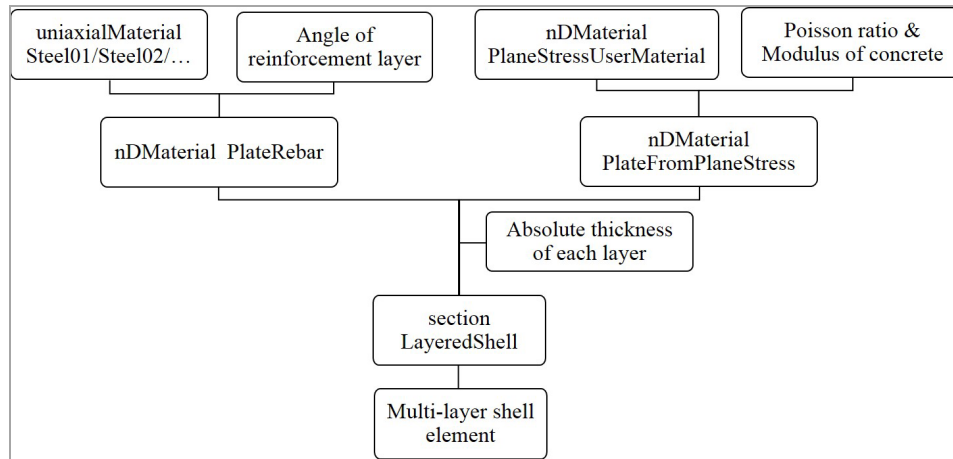 uniaxialMaterial
Steel01/Steel02/…
Angle of
reinforcement layer
nDMaterial
PlaneStressUserMaterial
Poisson ratio &
Modulus of concrete
nDMaterial PlateRebar
nDMaterial
PlateFromPlaneStress
Absolute thickness
of each layer
section
LayeredShell
Multi-layer shell
element